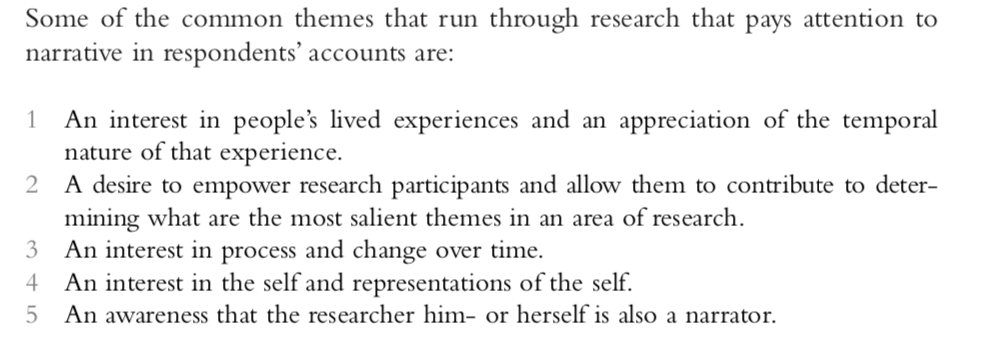 Some of the common themes that run through research that pays attention to
narrative in respondents’ accounts are:
1 An interest in people’s lived experiences and an appreciation of the temporal
nature of that experience.
2 A desire to empower research participants and allow them to contribute to deter-
mining what are the most salient themes in an area of research.
3 An interest in process and change over time.
4 An interest in the self and representations of the self.
5 An awareness that the researcher him- or herself is also a narrator.